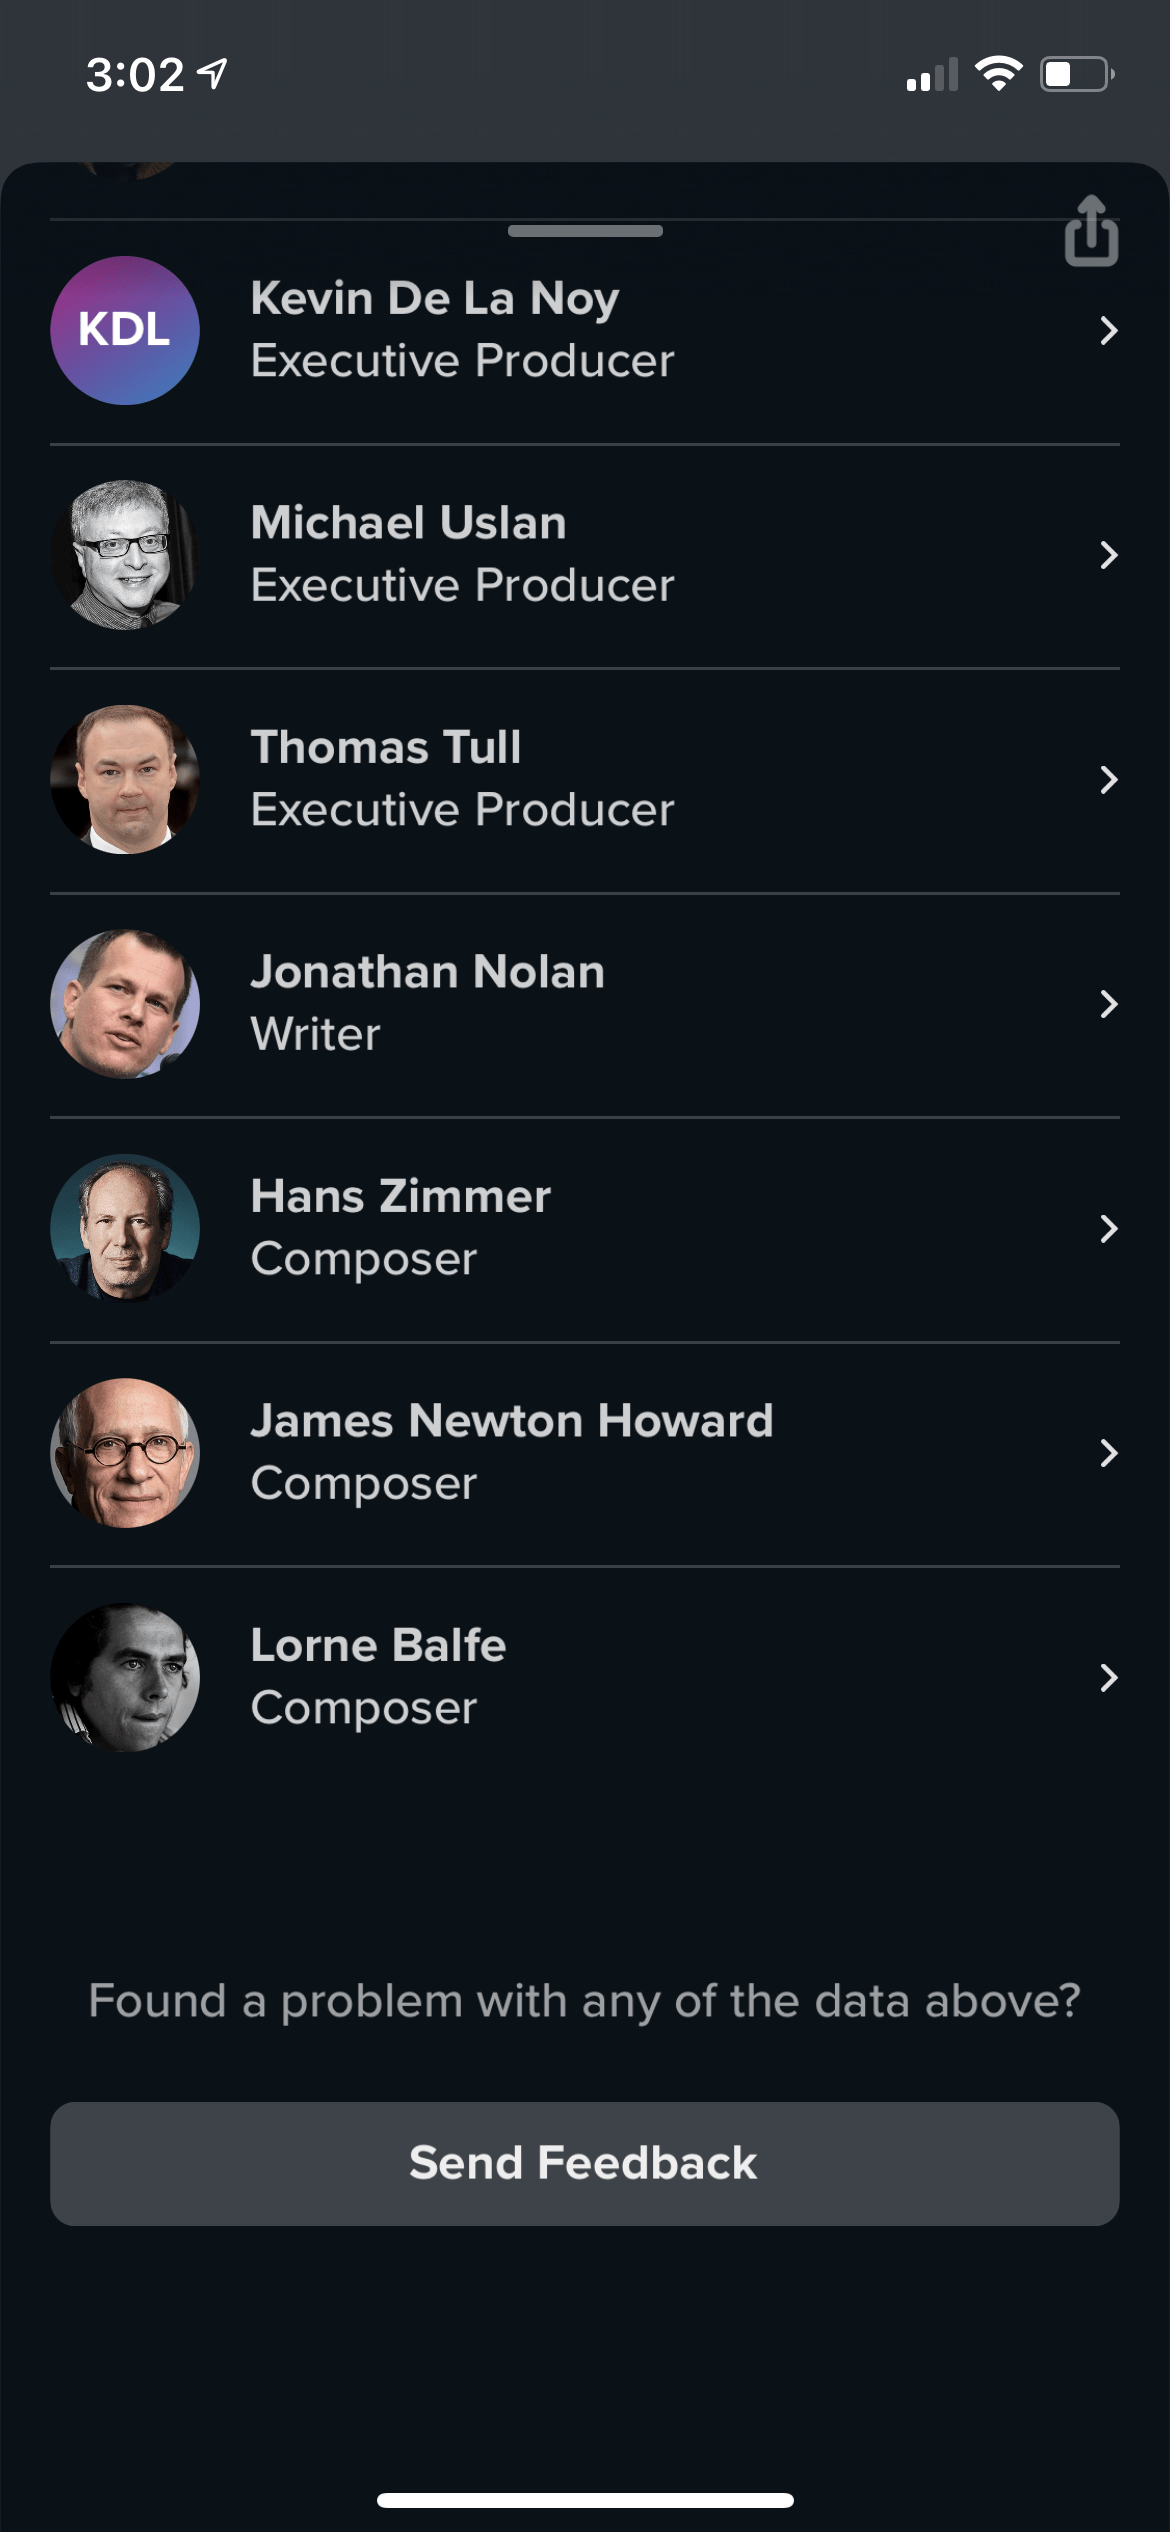 3:02
KDL
Kevin De La Noy
Executive Producer
Michael Uslan
Executive Producer
Thomas Tull
Executive Producer
Jonathan Nolan
Writer
Hans Zimmer
Composer
James Newton Howard
Composer
Lorne Balfe
Composer
Found a problem with any of the data above?
Send Feedback